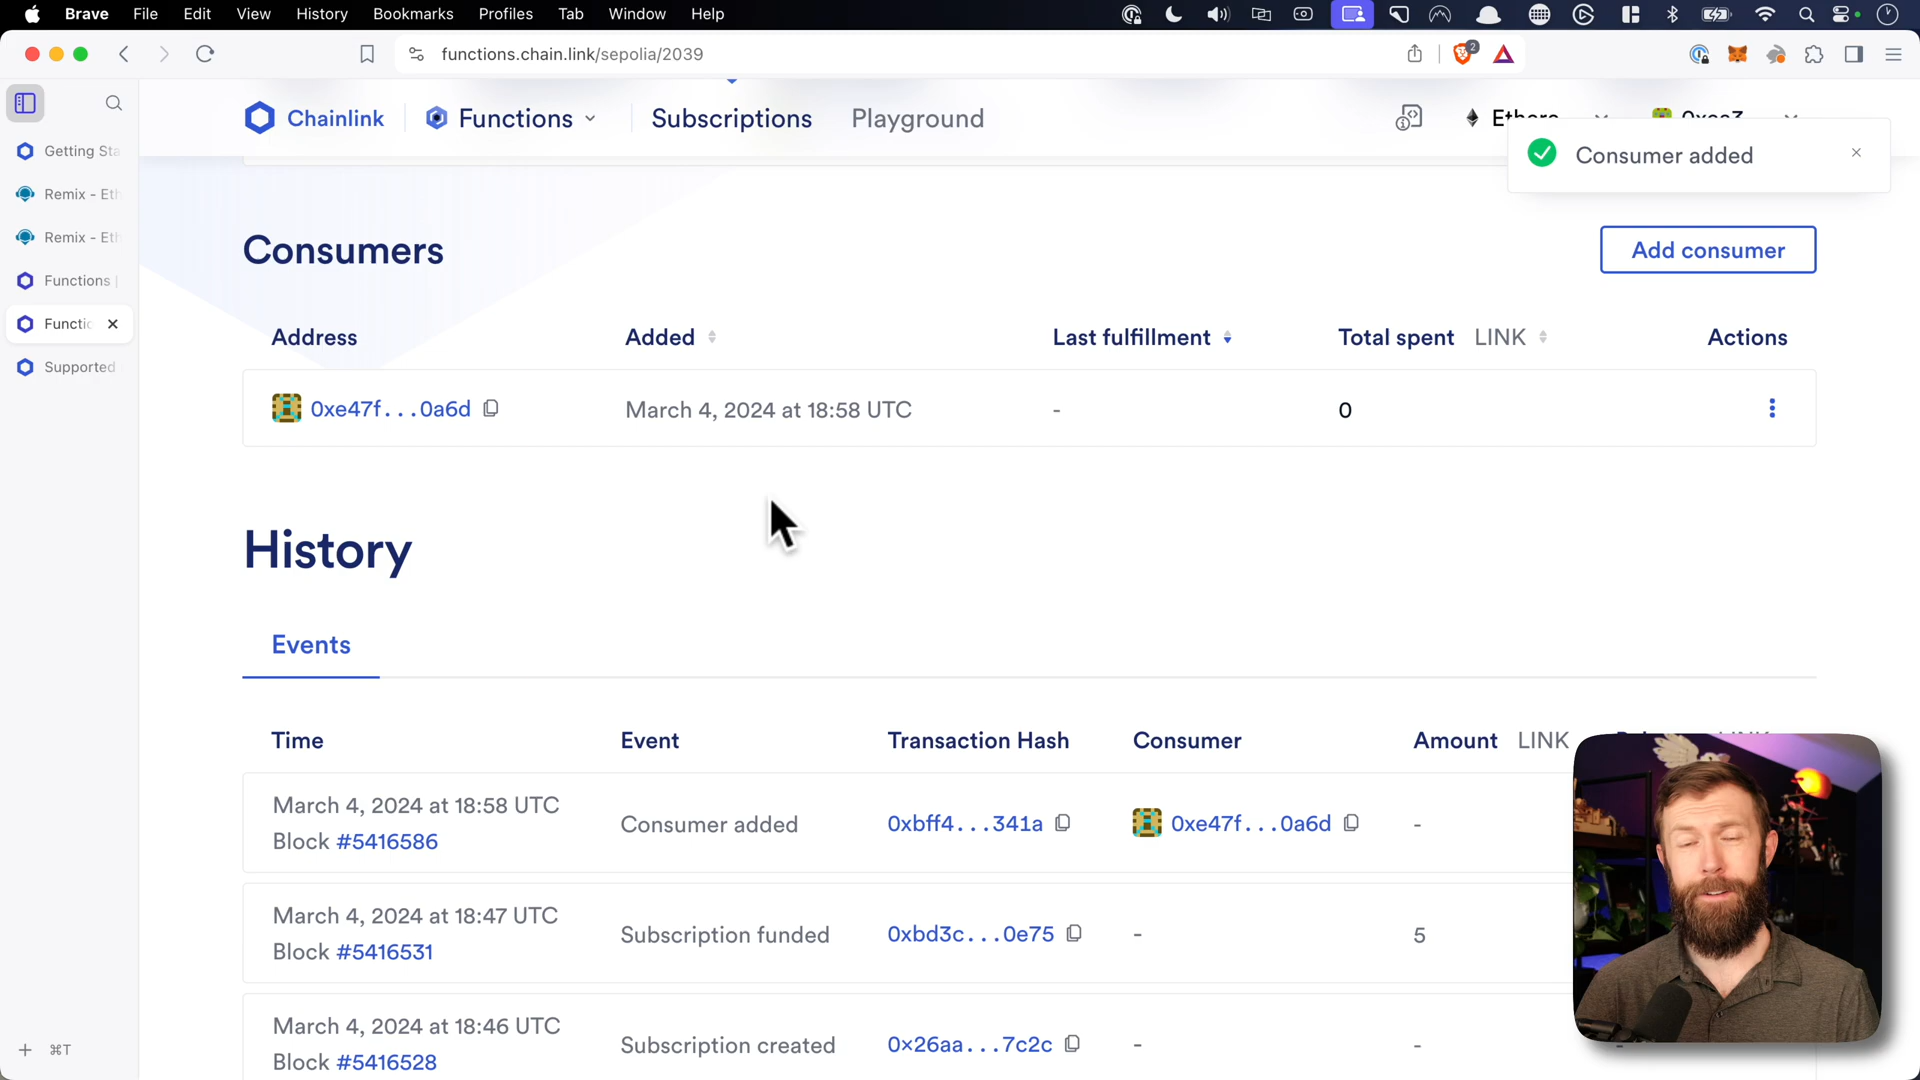 Brave File Edit View History Bookmarks Profiles Tab Window Help
functions.chain.link/sepolia/2039
2
Chainlink Functions Subscriptions Playground
Consumer added
Getting Sta
Remix - Eth
Remix - Eth
Functions |
Functio
Supported
Consumers
Add consumer
Address Added Last fulfillment Total spent LINK Actions
0xe47f...0a6d March 4, 2024 at 18:58 UTC - 0
History
Events
Time Event Transaction Hash Consumer Amount LINK
March 4, 2024 at 18:58 UTC
Block #5416586
Consumer added 0xbff4...341a 0xe47f...0a6d -
March 4, 2024 at 18:47 UTC
Block #5416531
Subscription funded 0xbd3c...0e75 - 5
March 4, 2024 at 18:46 UTC
Block #5416528
Subscription created 0x26aa...7c2c - - -
+ ⌘T